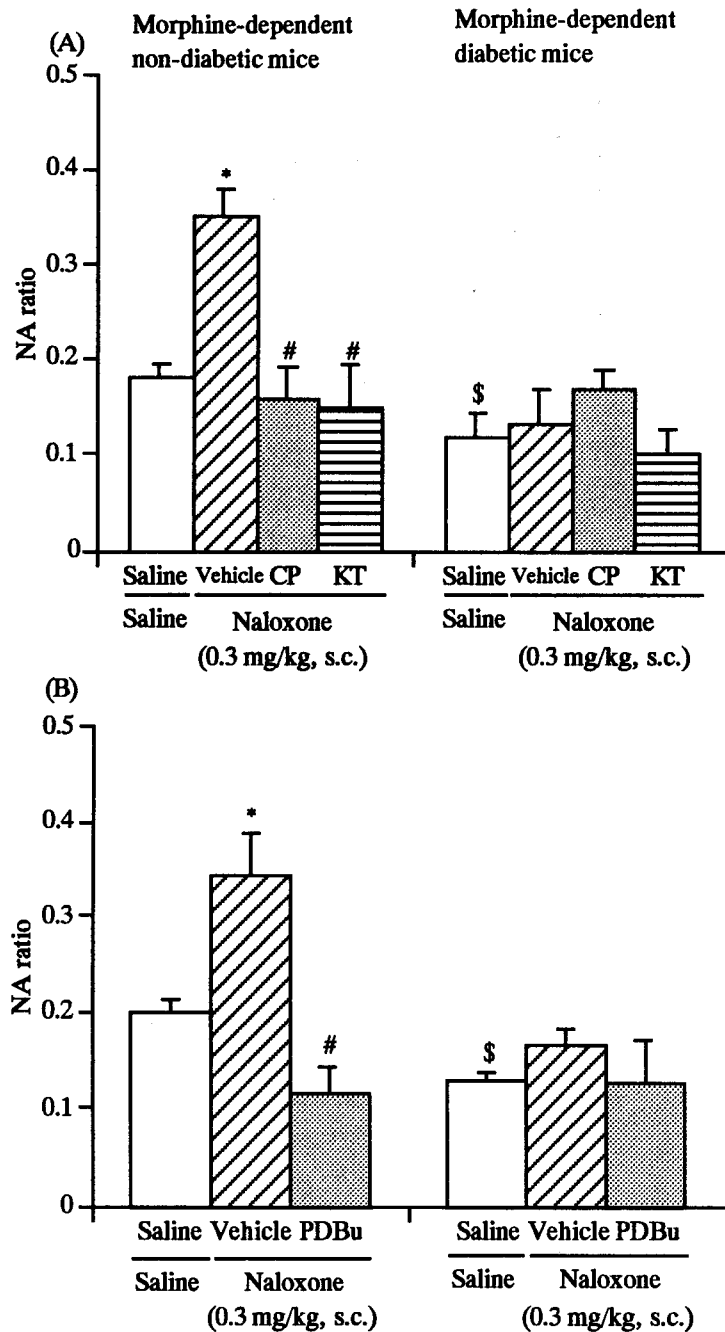 (A)
Morphine-dependent
non-diabetic mice
Morphine-dependent
diabetic mice
0.5
0.4
0.3
0.2
0.1
0
NA ratio
*
#
#
$
Saline Vehicle CP KT
Saline Naloxone
(0.3 mg/kg, s.c.)
Saline Vehicle CP KT
Saline Naloxone
(0.3 mg/kg, s.c.)
(B)
0.5
0.4
0.3
0.2
0.1
0
NA ratio
*
#
$
Saline Vehicle PDBu
Saline Naloxone
(0.3 mg/kg, s.c.)
Saline Vehicle PDBu
Saline Naloxone
(0.3 mg/kg, s.c.)